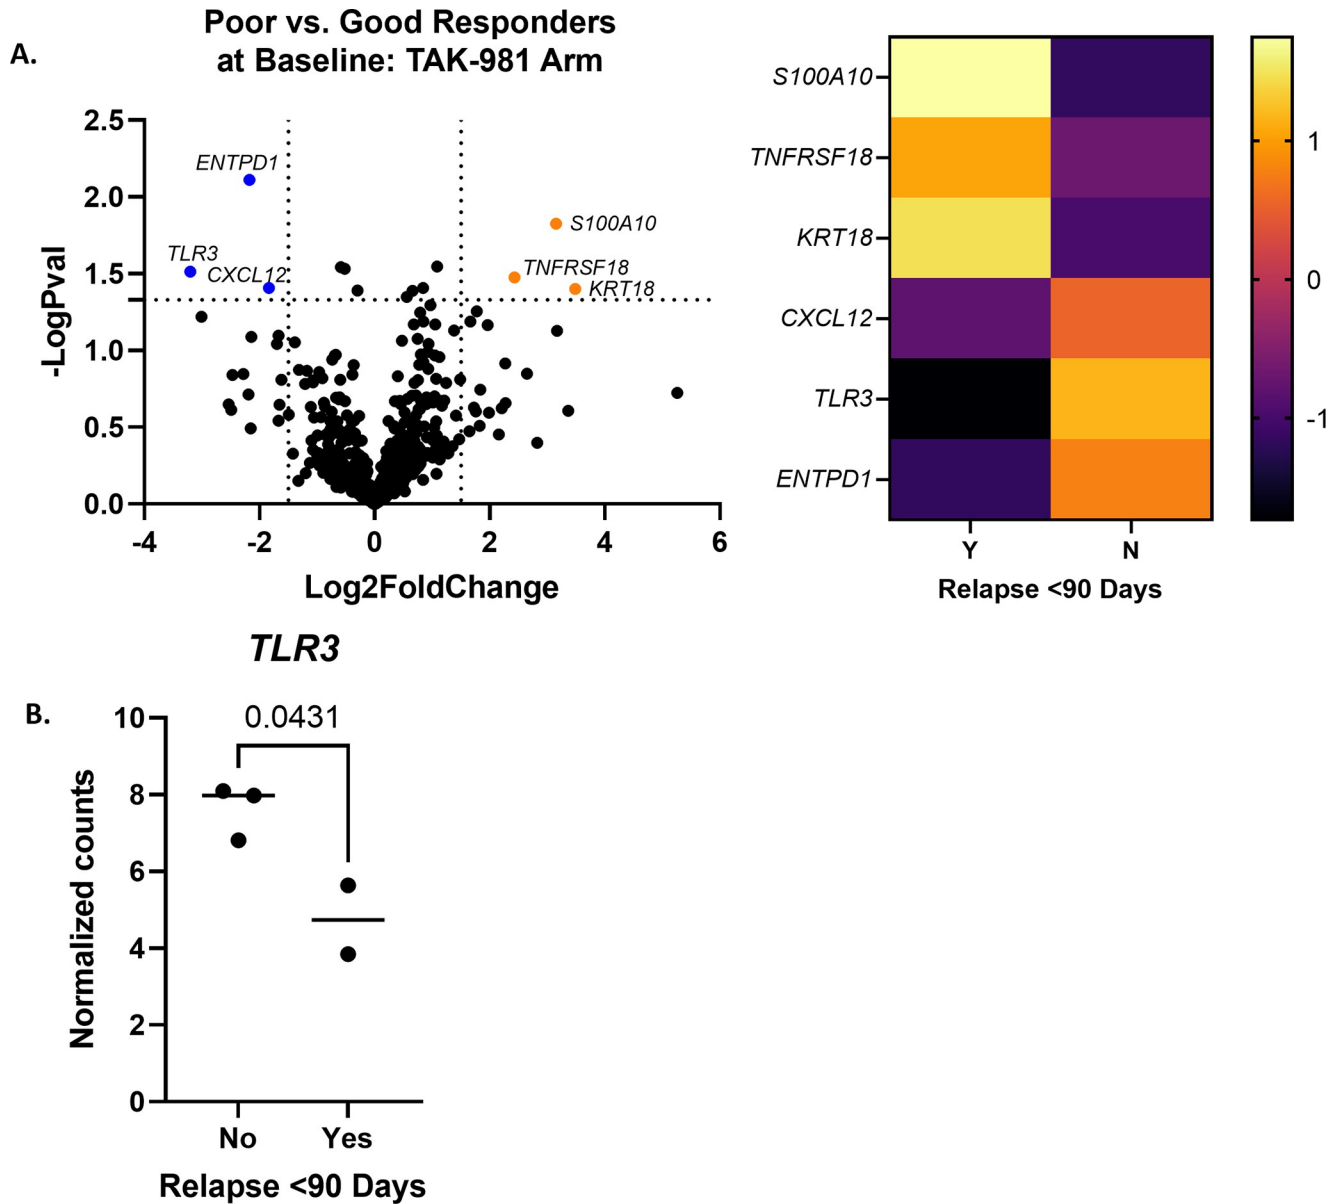 A.
Poor vs. Good Responders
at Baseline: TAK-981 Arm
-LogPval
2.5
2.0
1.5
1.0
0.5
0.0
ENTPD1
TLR3
CXCL12
S100A10
TNFRSF18
KRT18
-4 -2 0 2 4 6
Log2FoldChange
S100A10
TNFRSF18
KRT18
CXCL12
TLR3
ENTPD1
Y N
Relapse <90 Days
1
0
-1
B.
TLR3
0.0431
Normalized counts
10
8
6
4
2
0
No Yes
Relapse <90 Days